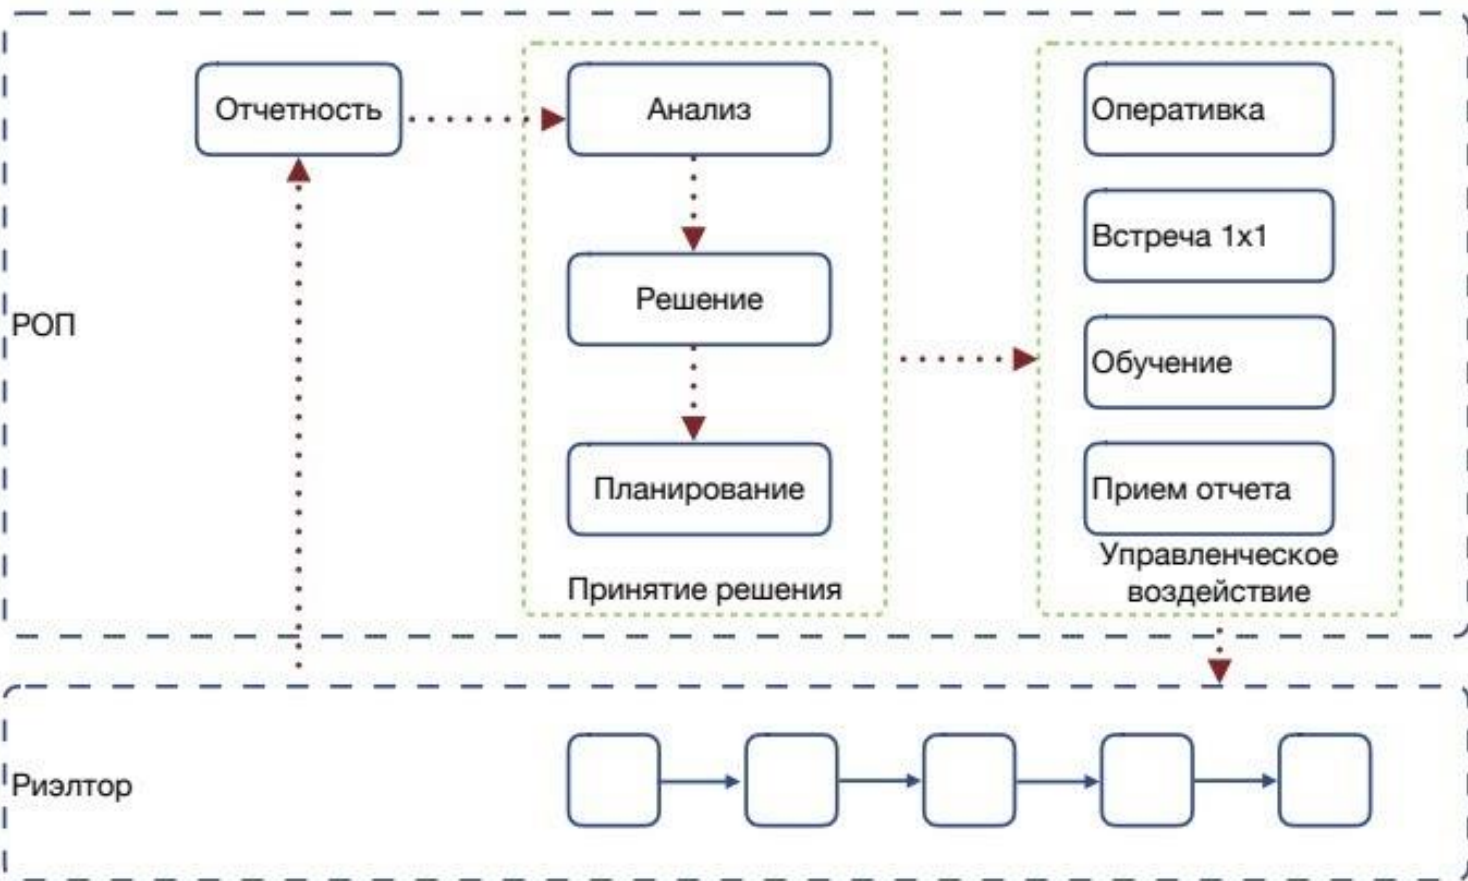 Отчетность
Анализ
Оперативка
Встреча 1х1
Решение
РОП
Обучение
Планирование
Прием отчета
Принятие решения
Управленческое
воздействие
Риэлтор